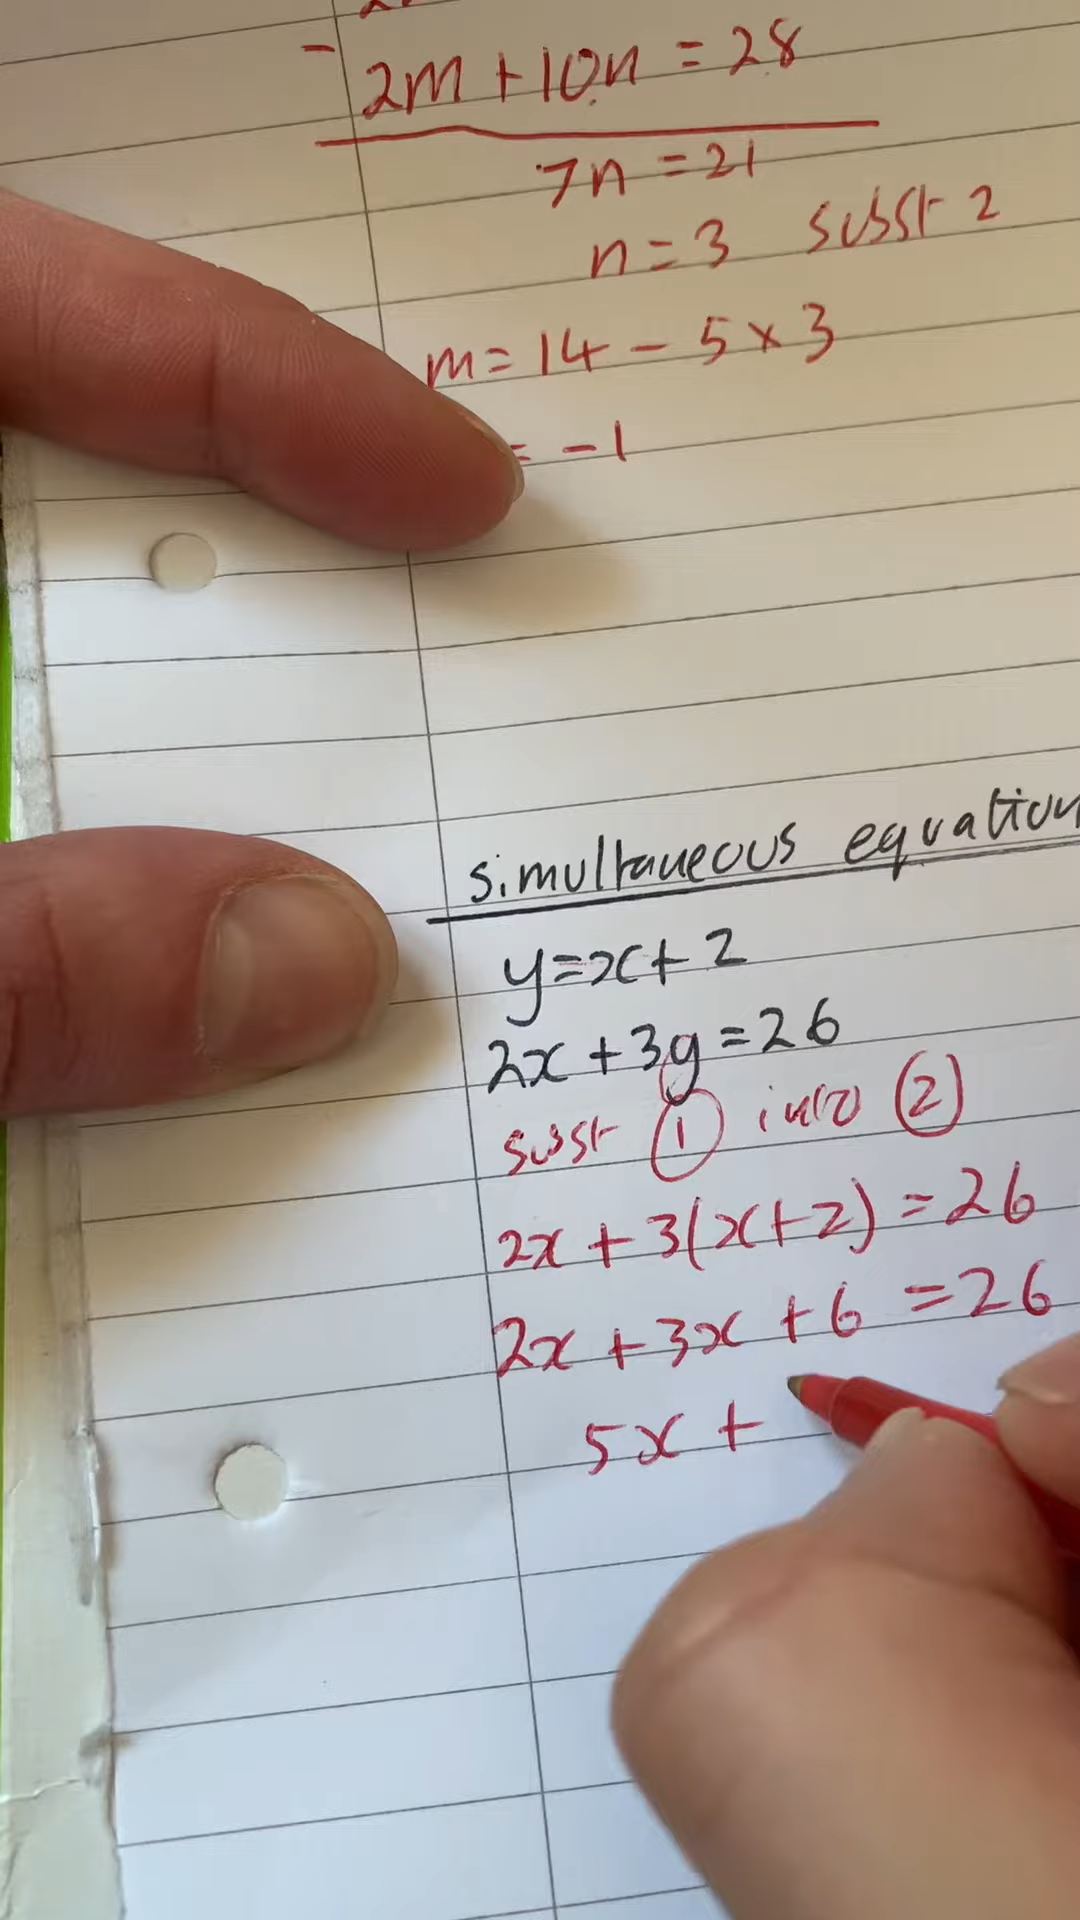 -
2m + 10n = 28
7n = 21
n = 3 subst 2
m = 14 - 5 × 3
= -1
simultaneous equation
y = x + 2
2x + 3y = 26
subst ① into ②
2x + 3(x + 2) = 26
2x + 3x + 6 = 26
5x +